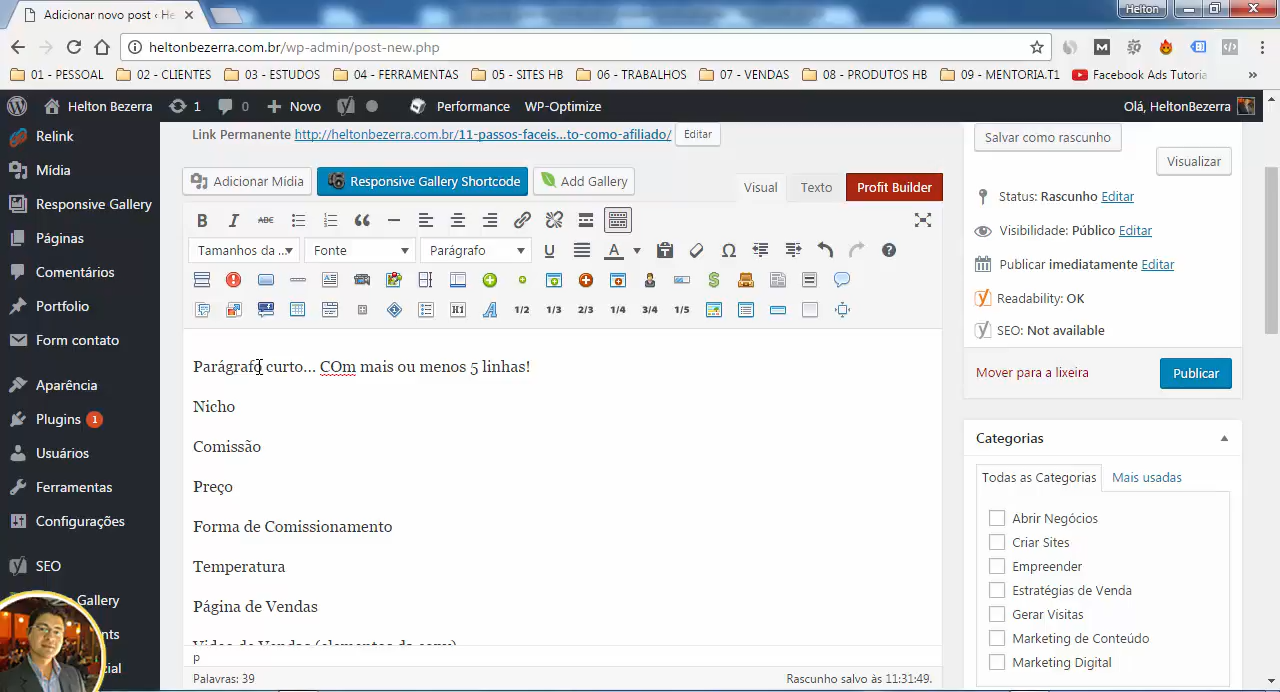 Adicionar novo post ‹ He
Helton
heltonbezerra.com.br/wp-admin/post-new.php
01 - PESSOAL 02 - CLIENTES 03 - ESTUDOS 04 - FERRAMENTAS 05 - SITES HB 06 - TRABALHOS 07 - VENDAS 08 - PRODUTOS HB 09 - MENTORIA.T1 Facebook Ads Tutoria »
Helton Bezerra 1 0 Novo Performance WP-Optimize Olá, HeltonBezerra
Relink
Mídia
Responsive Gallery
Páginas
Comentários
Portfolio
Form contato
Aparência
Plugins 1
Usuários
Ferramentas
Configurações
SEO
Gallery
Link Permanente http://heltonbezerra.com.br/11-passos-faceis...to-como-afiliado/ Editar
Adicionar Mídia Responsive Gallery Shortcode Add Gallery Visual Texto Profit Builder
B I ABC
Tamanhos da ... Fonte Parágrafo U A Ω
H1 A 1/2 1/3 2/3 1/4 3/4 1/5
Parágrafo curto... COm mais ou menos 5 linhas!
Nicho
Comissão
Preço
Forma de Comissionamento
Temperatura
Página de Vendas
Video de Vendas (elementos da copy)
p
Palavras: 39 Rascunho salvo às 11:31:49.
Salvar como rascunho
Visualizar
Status: Rascunho Editar
Visibilidade: Público Editar
Publicar imediatamente Editar
Readability: OK
SEO: Not available
Mover para a lixeira Publicar
Categorias
Todas as Categorias Mais usadas
Abrir Negócios
Criar Sites
Empreender
Estratégias de Venda
Gerar Visitas
Marketing de Conteúdo
Marketing Digital